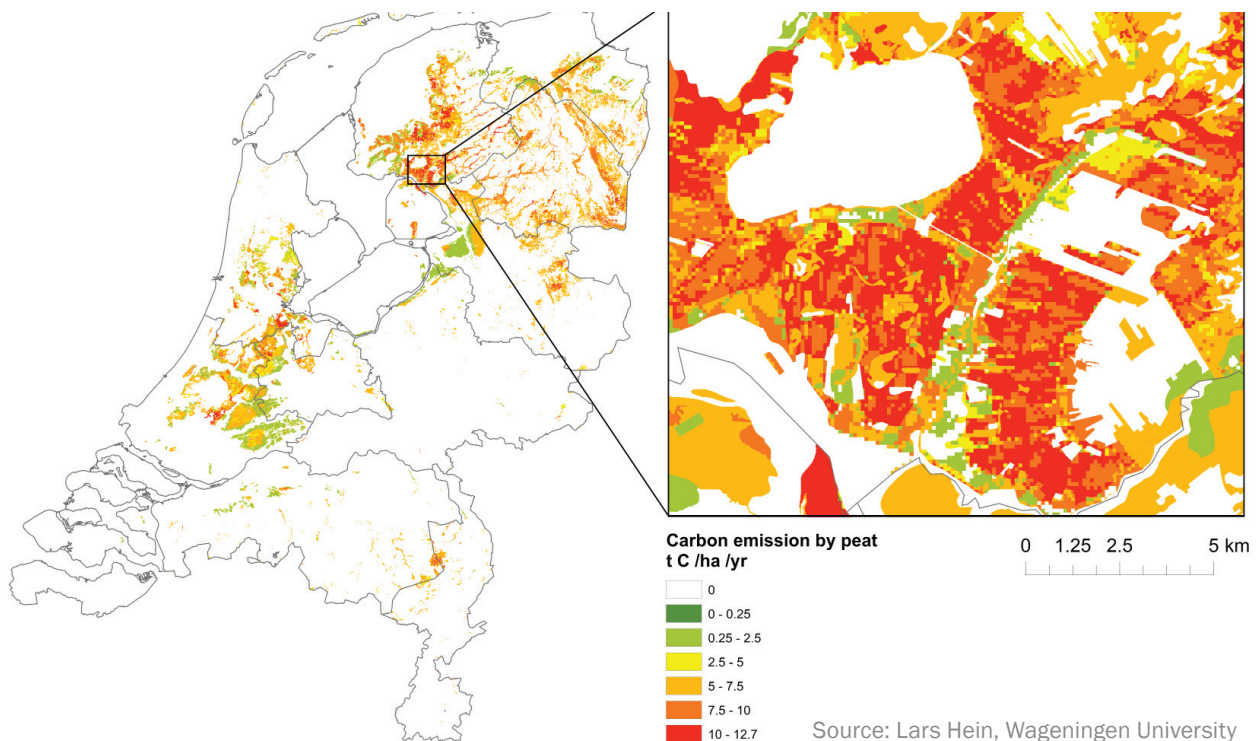 Carbon emission by peat
t C /ha /yr
0
0 - 0.25
0.25 - 2.5
2.5 - 5
5 - 7.5
7.5 - 10
10 - 12.7
0 1.25 2.5 5 km
Source: Lars Hein, Wageningen University